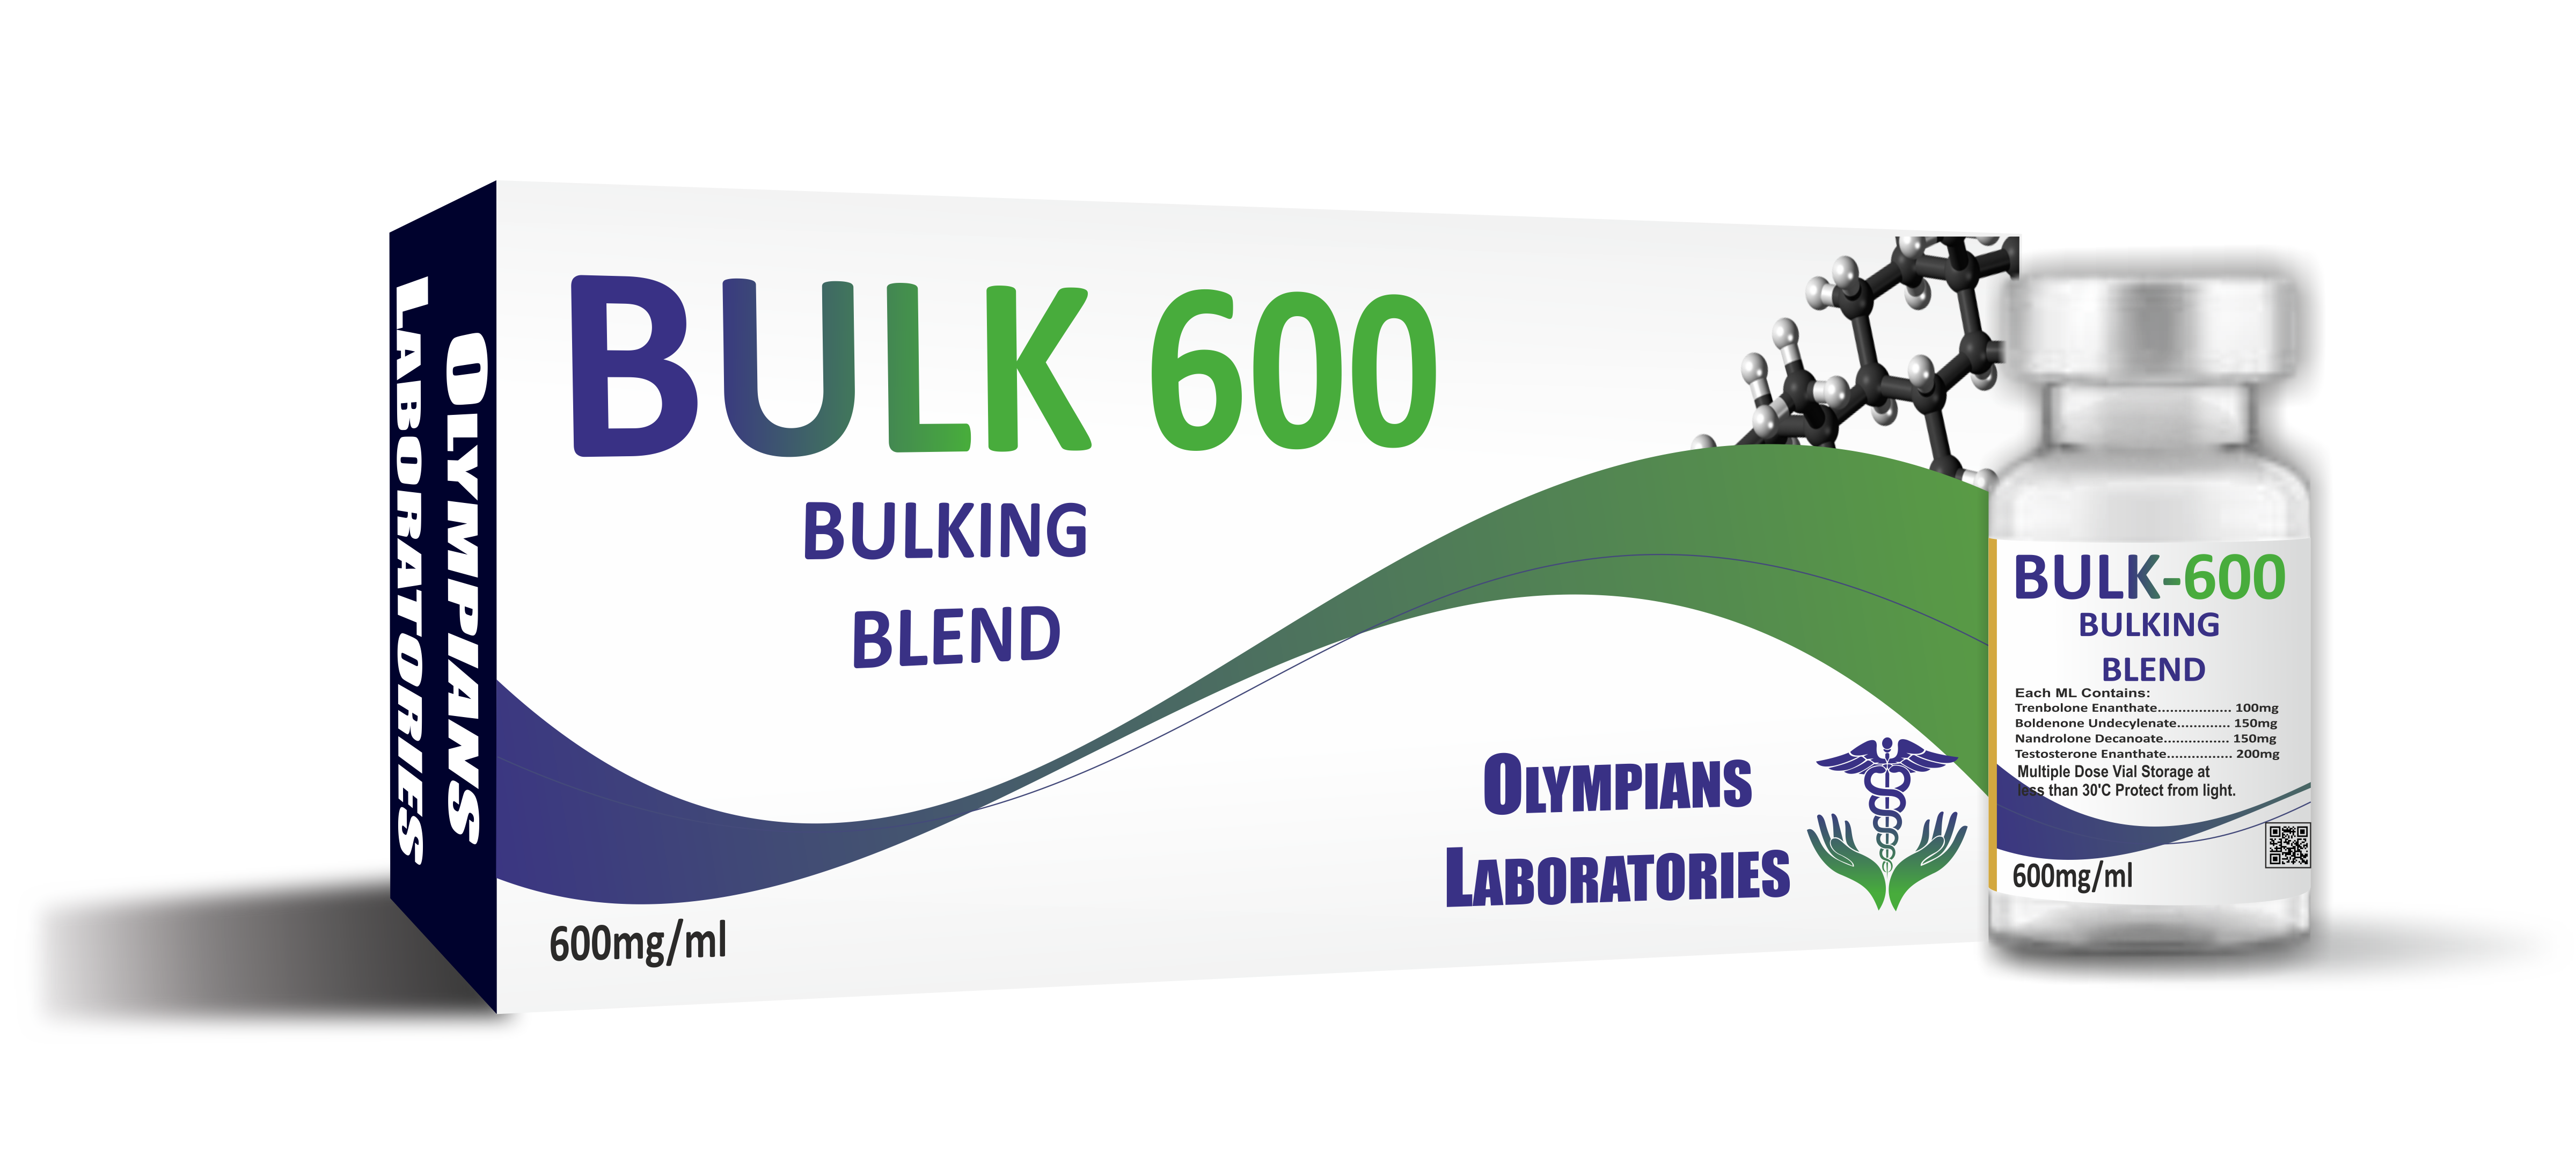 OLYMPIANS
LABORATORIES
BULK 600
BULKING
BLEND
600mg/ml
OLYMPIANS
LABORATORIES
BULK-600
BULKING
BLEND
Each ML Contains:
Trenbolone Enanthate.................. 100mg
Boldenone Undecylenate............. 150mg
Nandrolone Decanoate................ 150mg
Testosterone Enanthate................ 200mg
Multiple Dose Vial Storage at
less than 30'C Protect from light.
600mg/ml